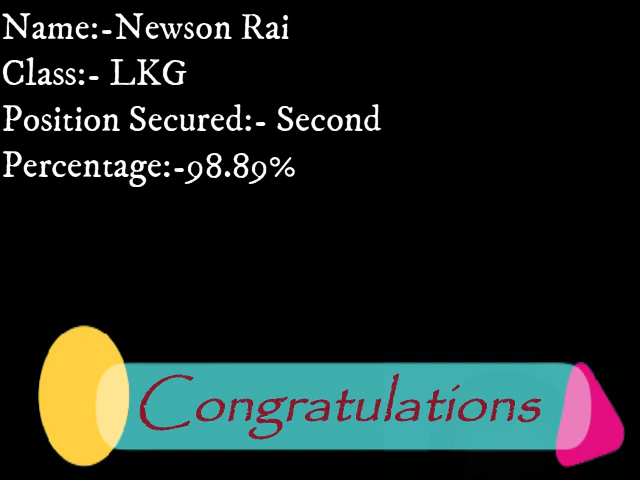 Name:-Newson Rai
Class:- LKG
Position Secured:- Second
Percentage:-98.89%
Congratulations